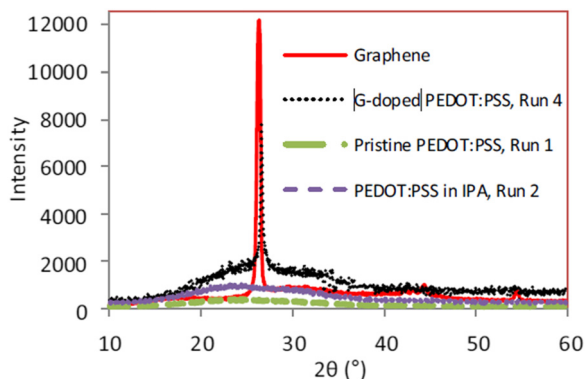 12000
10000
8000
6000
4000
2000
0
Intensity
10 20 30 40 50 60
2θ (°)
Graphene
G-doped PEDOT:PSS, Run 4
Pristine PEDOT:PSS, Run 1
PEDOT:PSS in IPA, Run 2